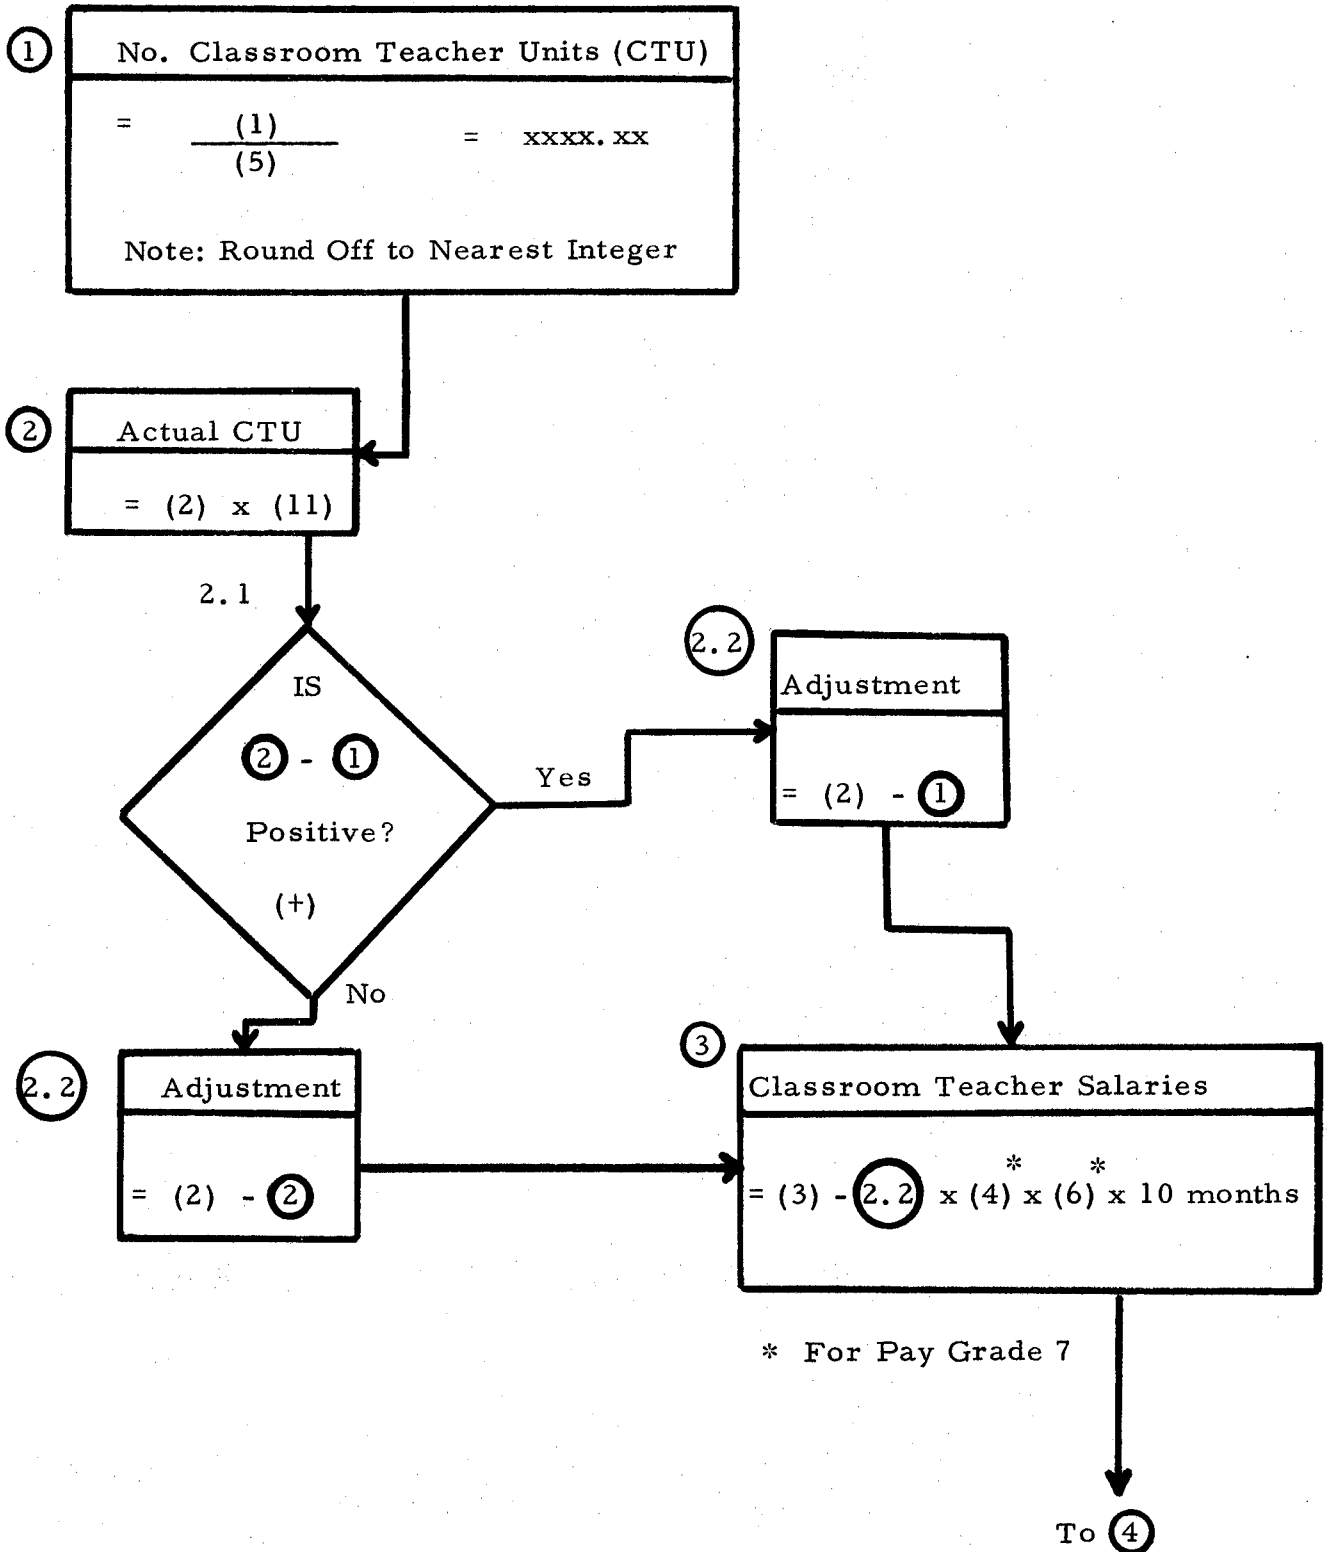 ① No. Classroom Teacher Units (CTU)
= (1)
(5) = xxxx.xx
Note: Round Off to Nearest Integer
② Actual CTU
= (2) x (11)
2.1
IS
② - ①
Positive?
(+)
Yes
No
2.2 Adjustment
= (2) - ①
2.2 Adjustment
= (2) - ②
③ Classroom Teacher Salaries
= (3) - 2.2 x (4)* x (6)* x 10 months
* For Pay Grade 7
To ④